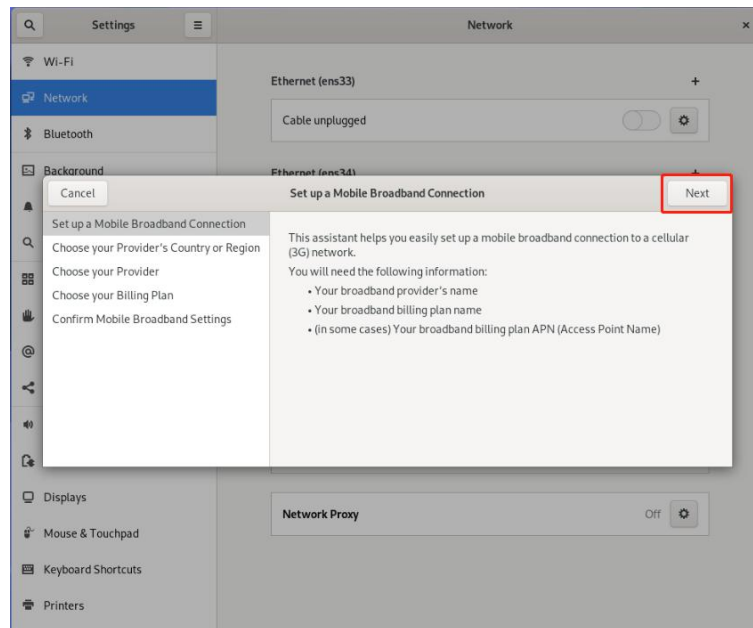 Settings
Network
Wi-Fi
Network
Bluetooth
Background
Displays
Mouse & Touchpad
Keyboard Shortcuts
Printers
Ethernet (ens33)
+
Cable unplugged
Ethernet (ens34)
Cancel
Set up a Mobile Broadband Connection
Next
Set up a Mobile Broadband Connection
Choose your Provider's Country or Region
Choose your Provider
Choose your Billing Plan
Confirm Mobile Broadband Settings
This assistant helps you easily set up a mobile broadband connection to a cellular
(3G) network.
You will need the following information:
• Your broadband provider's name
• Your broadband billing plan name
• (in some cases) Your broadband billing plan APN (Access Point Name)
Network Proxy
Off